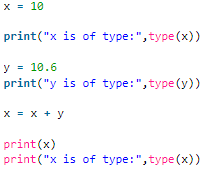 x = 10
print("x is of type:",type(x))
y = 10.6
print("y is of type:",type(y))
x = x + y
print(x)
print("x is of type:",type(x))